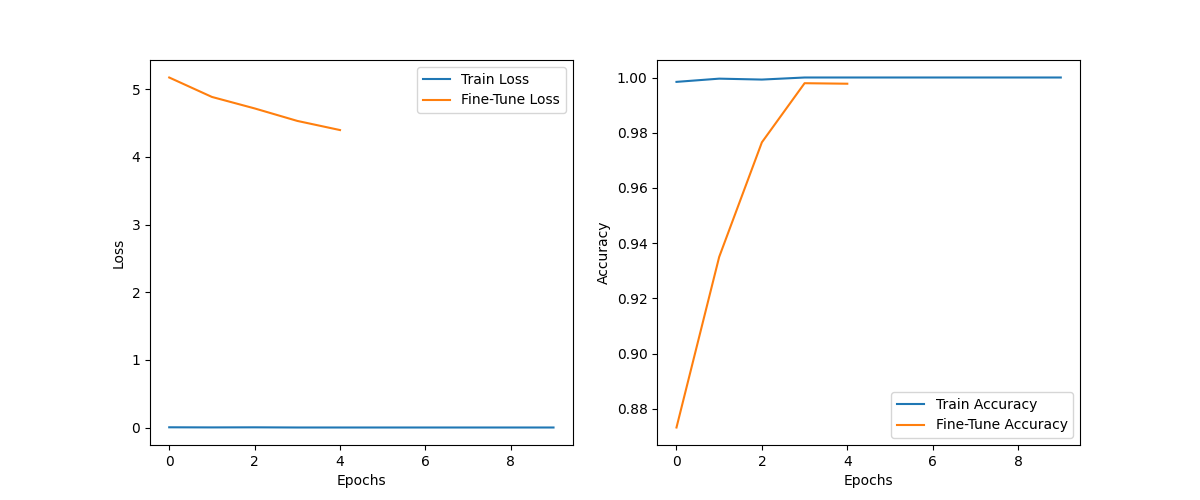 Train Loss
Fine-Tune Loss
5
4
3
2
1
0
Loss
0 2 4 6 8
Epochs
1.00
0.98
0.96
0.94
0.92
0.90
0.88
Accuracy
Train Accuracy
Fine-Tune Accuracy
0 2 4 6 8
Epochs